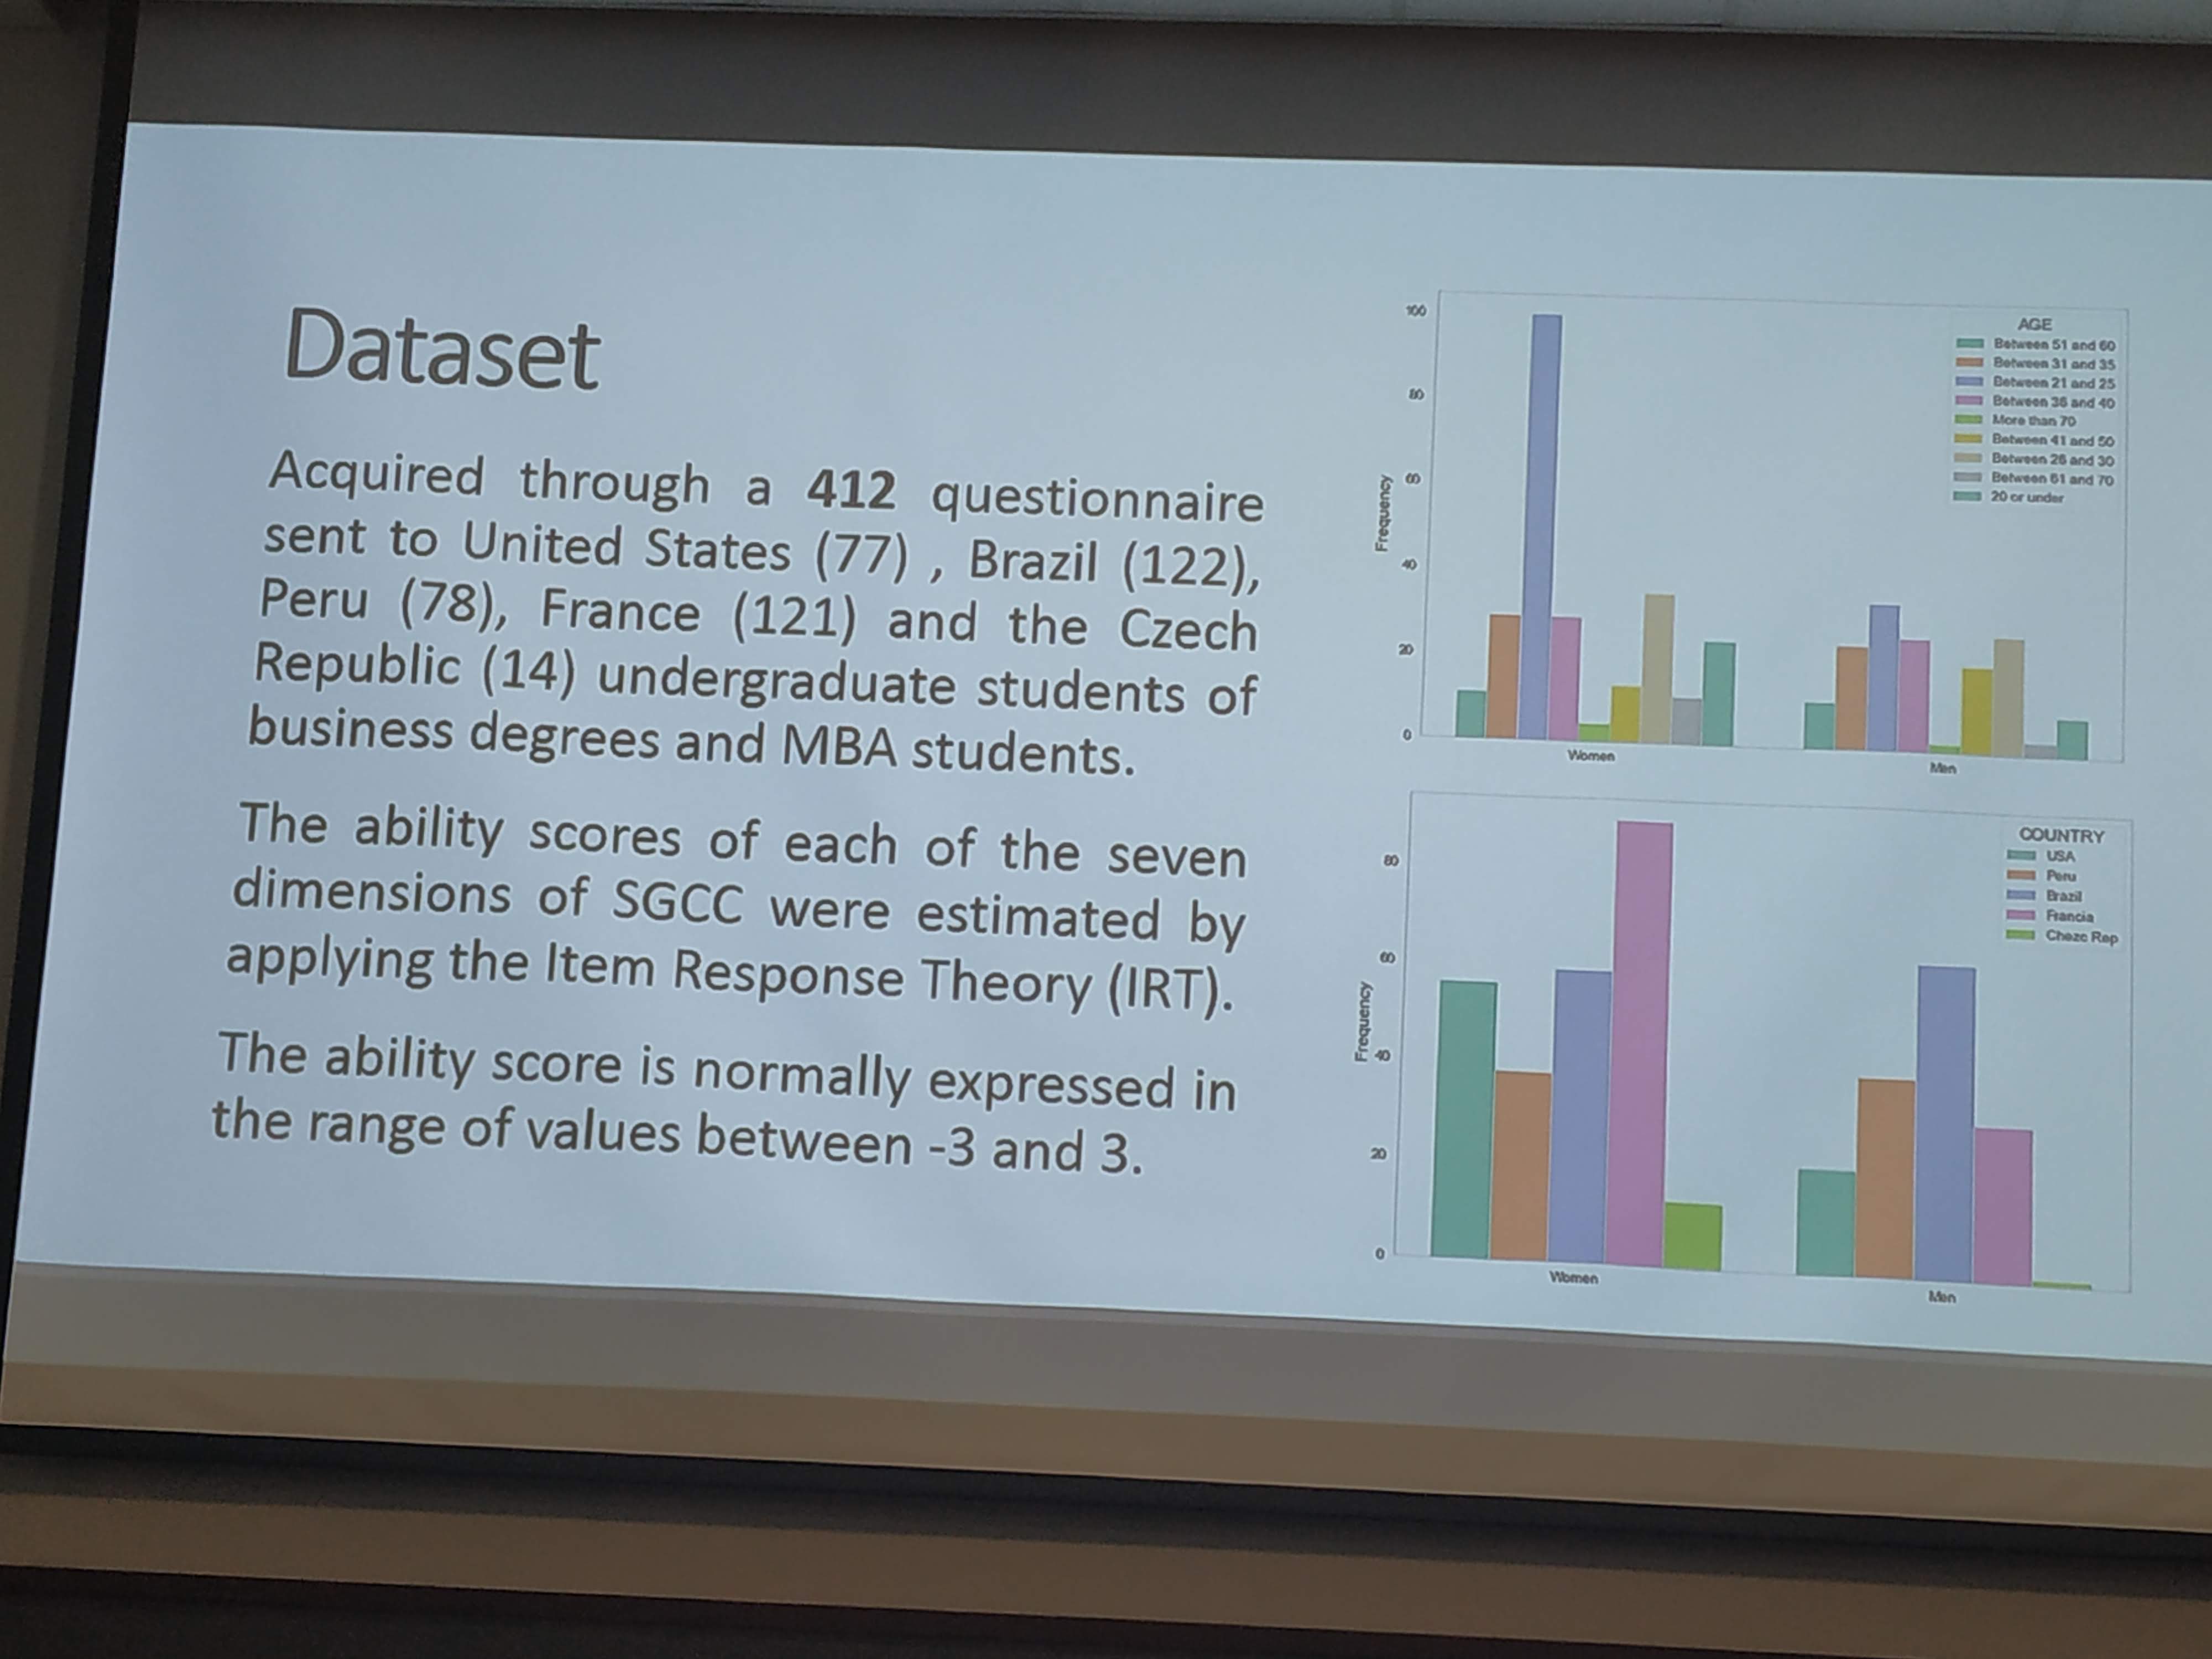 Dataset
Acquired through a 412 questionnaire
sent to United States (77) , Brazil (122),
Peru (78), France (121) and the Czech
Republic (14) undergraduate students of
business degrees and MBA students.
The ability scores of each of the seven
dimensions of SGCC were estimated by
applying the Item Response Theory (IRT).
The ability score is normally expressed in
the range of values between -3 and 3.
100
80
60
40
20
0
Frequency
Women
Men
AGE
Between 51 and 60
Between 31 and 35
Between 21 and 25
Between 36 and 40
More than 70
Between 41 and 50
Between 26 and 30
Between 61 and 70
20 or under
80
60
40
20
0
Frequency
Women
Men
COUNTRY
USA
Peru
Brazil
Francia
Chezc Rep